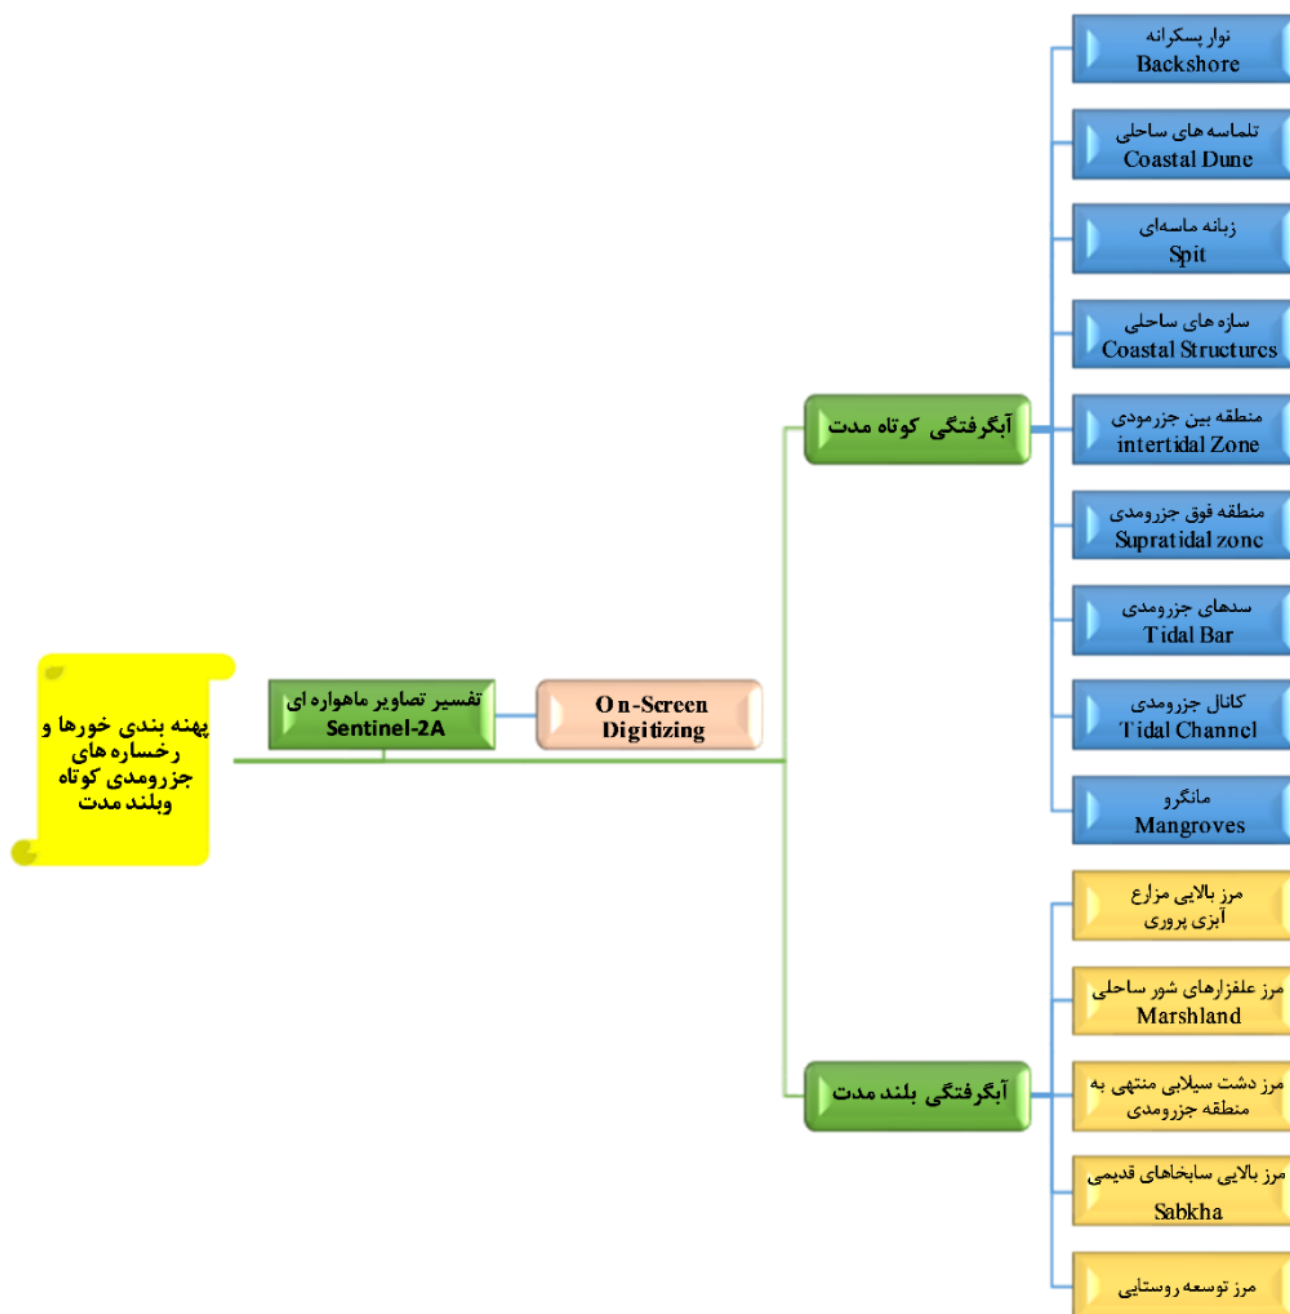 نوار پسکرانه
Backshore
تلماسه های ساحلی
Coastal Dune
زبانه ماسه‌ای
Spit
سازه های ساحلی
Coastal Structures
آبگرفتگی کوتاه مدت
منطقه بین جزرمودی
intertidal Zone
منطقه فوق جزرومدی
Supratidal zone
سدهای جزرومدی
Tidal Bar
کانال جزرومدی
Tidal Channel
مانگرو
Mangroves
پهنه بندی خورها و
رخساره های
جزرومدی کوتاه
وبلند مدت
تفسیر تصاویر ماهواره ای
Sentinel-2A
On-Screen
Digitizing
مرز بالایی مزارع
آبزی پروری
مرز علفزارهای شور ساحلی
Marshland
آبگرفتگی بلند مدت
مرز دشت سیلابی منتهی به
منطقه جزرومدی
مرز بالایی سابخاهای قدیمی
Sabkha
مرز توسعه روستایی